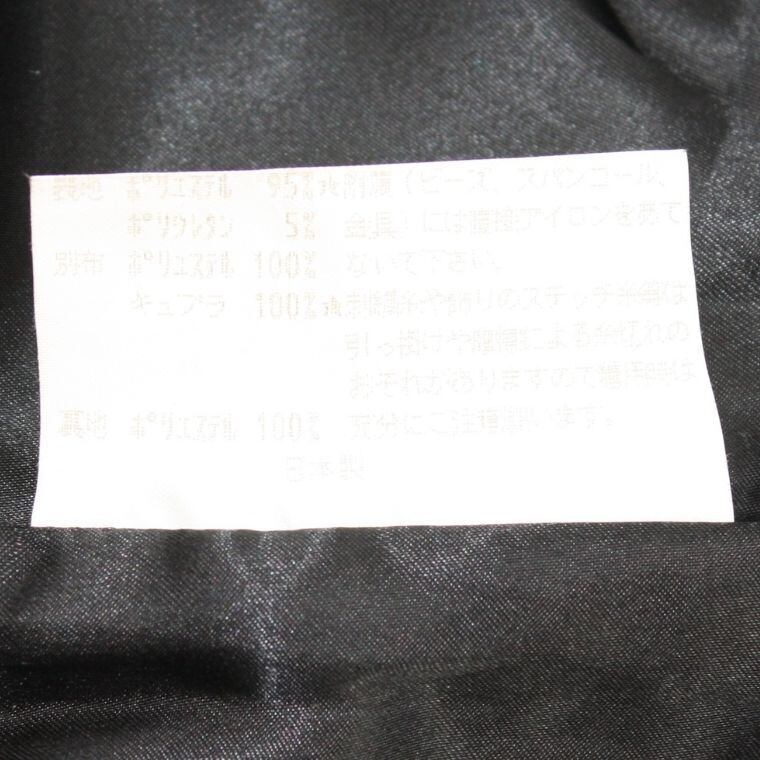 表地 ポリエステル 95% ※附属（ビーズ、スパンコール、
ポリウレタン 5% 金具）には直接アイロンをあて
別布 ポリエステル 100% ないで下さい。
キュプラ 100% ※刺繍糸や飾りのステッチ糸等は
引っ掛けや摩擦による糸切れの
おそれがありますので着用時は
裏地 ポリエステル 100% 充分にご注意願います。
日本製